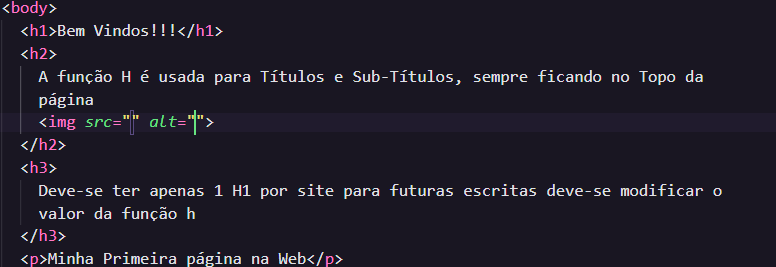 <body>
<h1>Bem Vindos!!!</h1>
<h2>
A função H é usada para Títulos e Sub-Títulos, sempre ficando no Topo da
página
<img src="" alt="">
</h2>
<h3>
Deve-se ter apenas 1 H1 por site para futuras escritas deve-se modificar o
valor da função h
</h3>
<p>Minha Primeira página na Web</p>